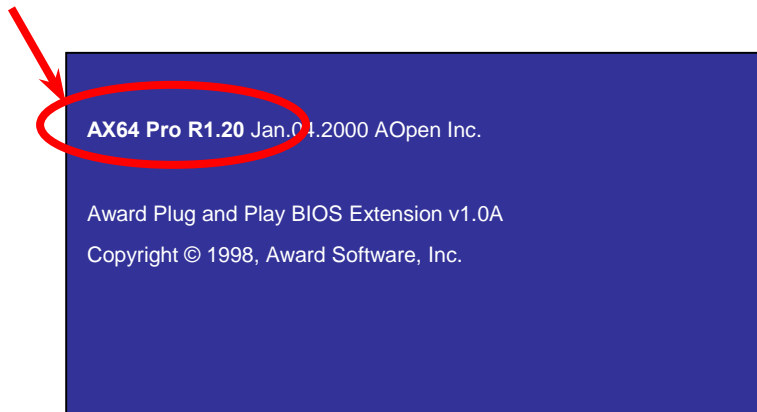 AX64 Pro R1.20 Jan.04.2000 AOpen Inc.
Award Plug and Play BIOS Extension v1.0A
Copyright © 1998, Award Software, Inc.